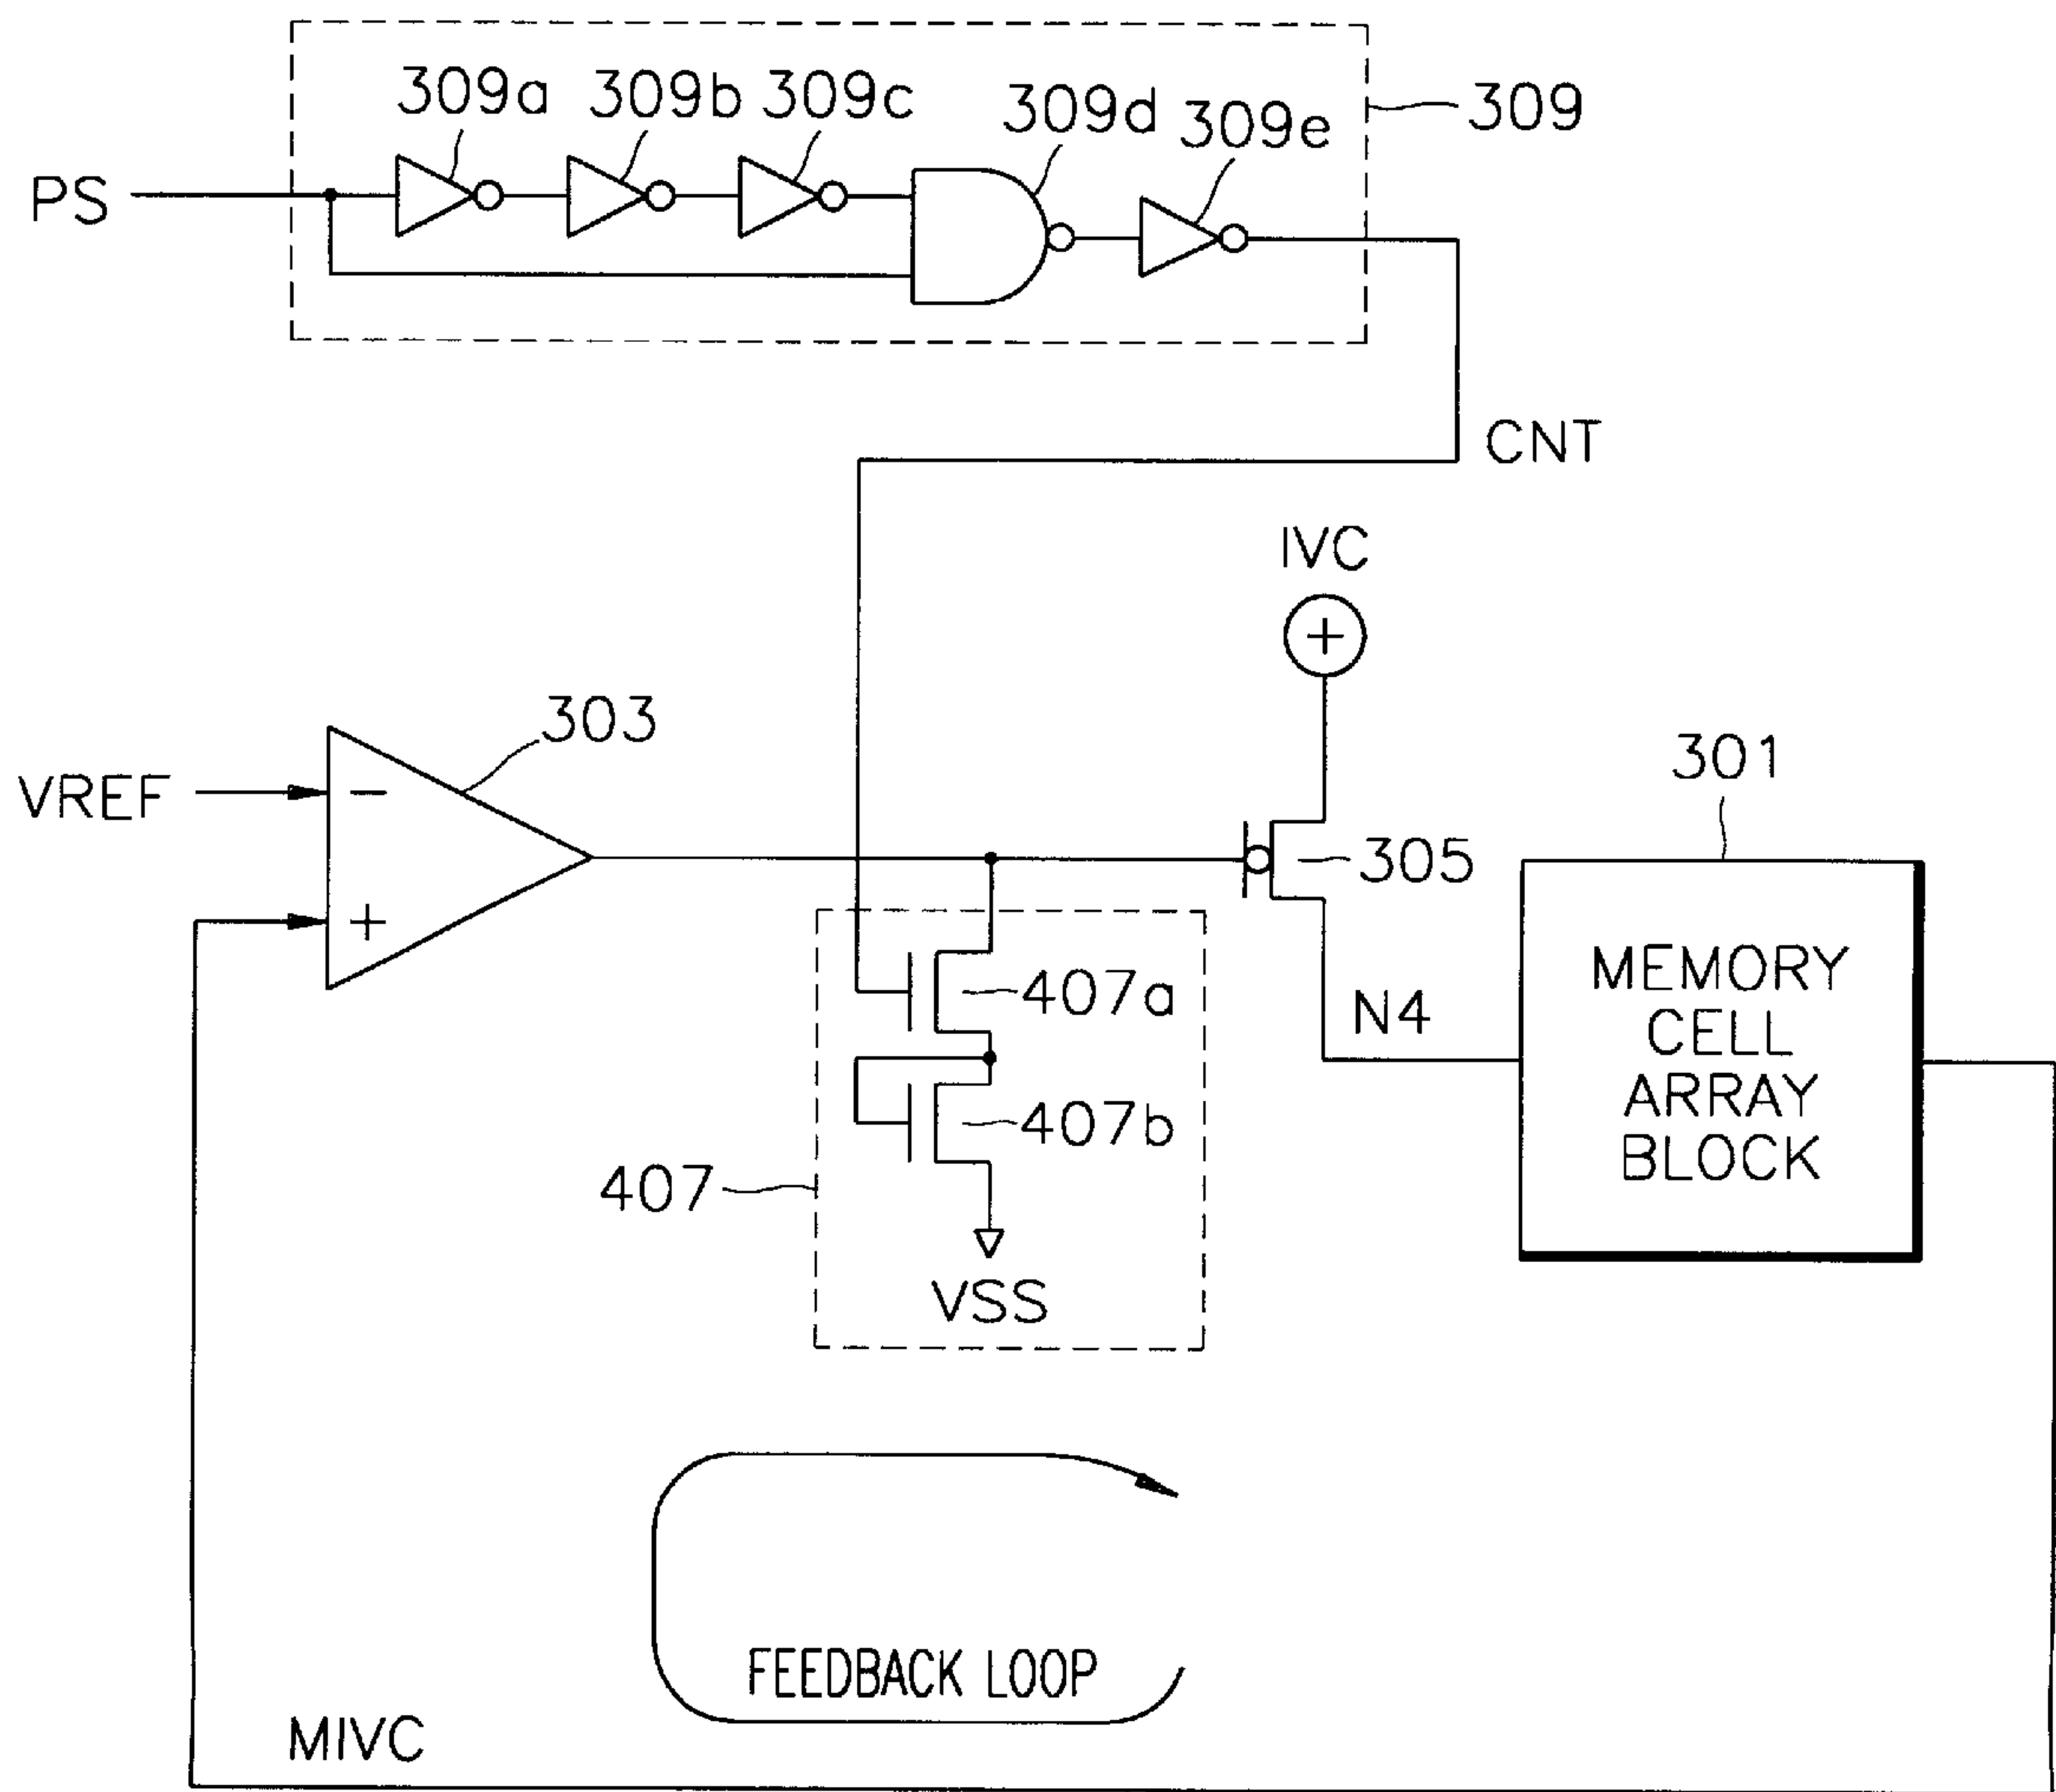 309a 309b 309c 309d 309e 309
PS
CNT
IVC
303
301
VREF
−
+
305
407a
N4
MEMORY
CELL
ARRAY
BLOCK
407b
407
VSS
FEEDBACK LOOP
MIVC